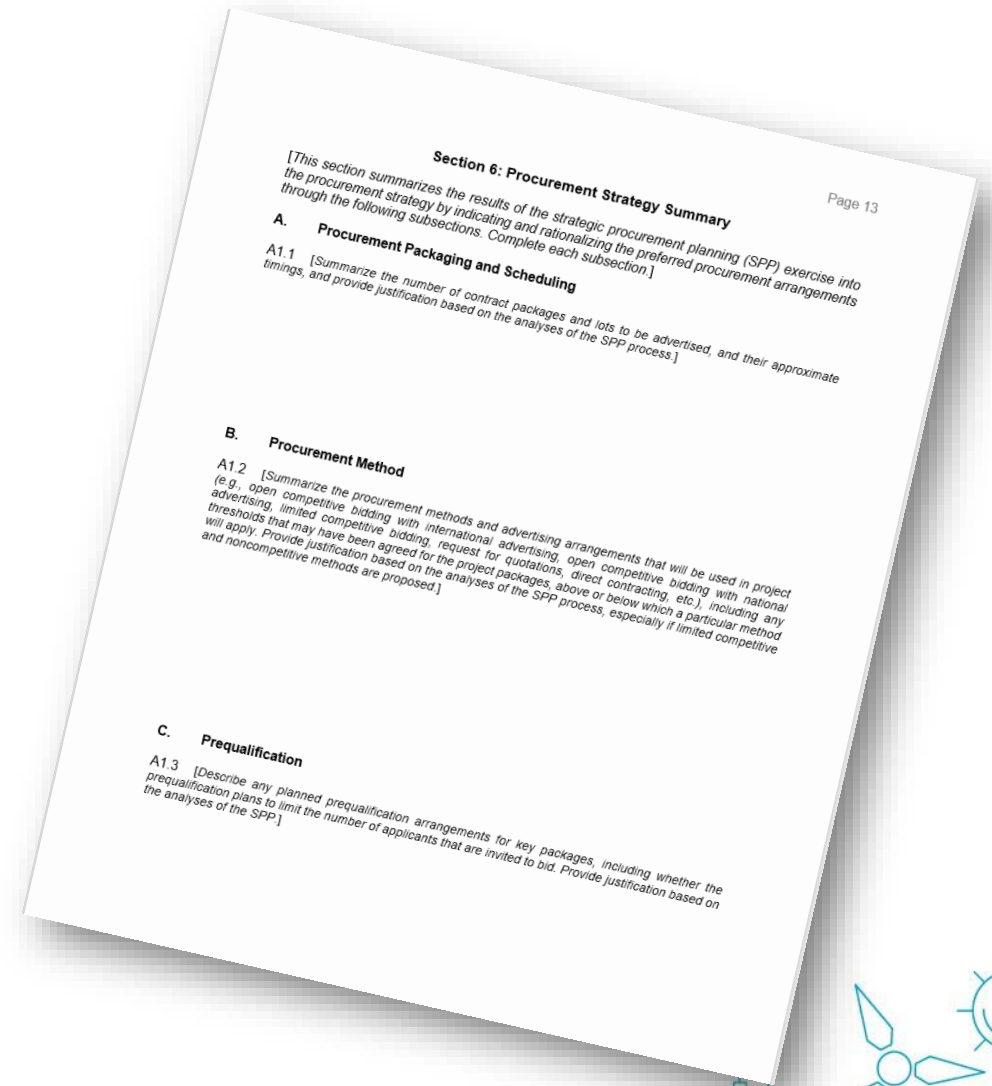 Page 13
Section 6: Procurement Strategy Summary
[This section summarizes the results of the strategic procurement planning (SPP) exercise into
the procurement strategy by indicating and rationalizing the preferred procurement arrangements
through the following subsections. Complete each subsection.]
A. Procurement Packaging and Scheduling
A1.1 [Summarize the number of contract packages and lots to be advertised, and their approximate
timings, and provide justification based on the analyses of the SPP process.]
B. Procurement Method
A1.2 [Summarize the procurement methods and advertising arrangements that will be used in project
(e.g., open competitive bidding with international advertising, open competitive bidding with national
advertising, limited competitive bidding, request for quotations, direct contracting, etc.), including any
thresholds that may have been agreed for the project packages, above or below which a particular method
will apply. Provide justification based on the analyses of the SPP process, especially if limited competitive
and noncompetitive methods are proposed.]
C. Prequalification
A1.3 [Describe any planned prequalification arrangements for key packages, including whether the
prequalification plans to limit the number of applicants that are invited to bid. Provide justification based on
the analyses of the SPP.]